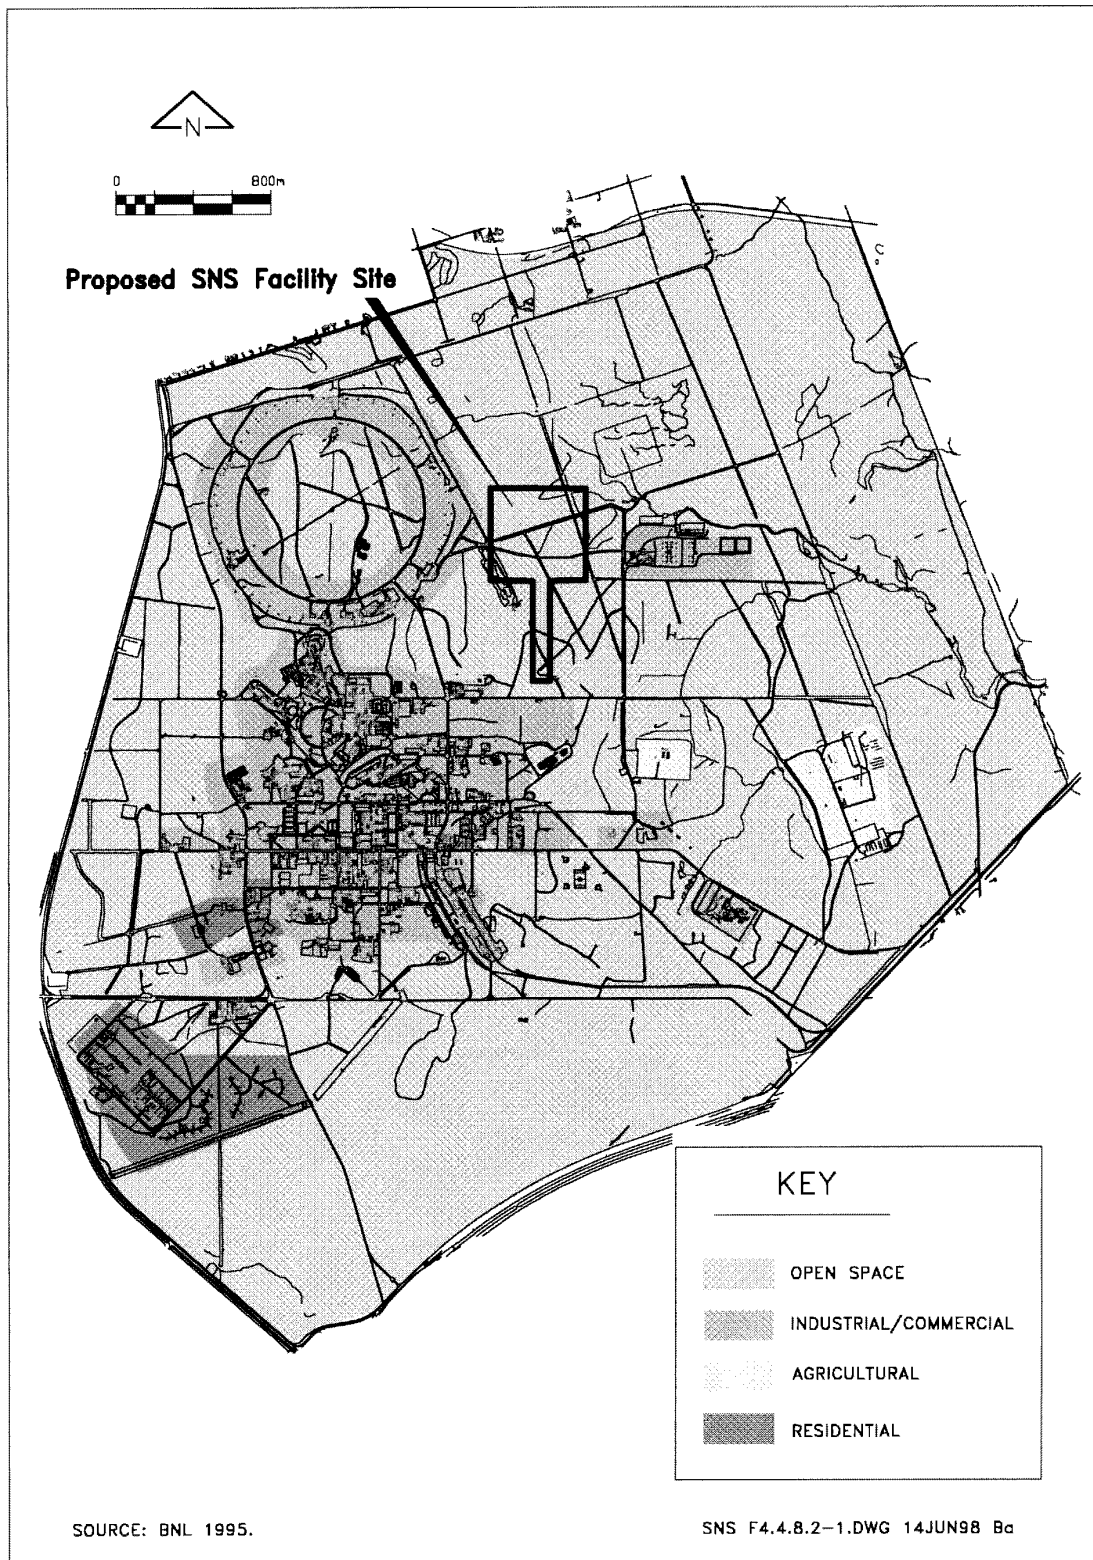 N
0 800m
Proposed SNS Facility Site
KEY
OPEN SPACE
INDUSTRIAL/COMMERCIAL
AGRICULTURAL
RESIDENTIAL
SOURCE: BNL 1995.
SNS F4.4.8.2-1.DWG 14JUN98 Ba